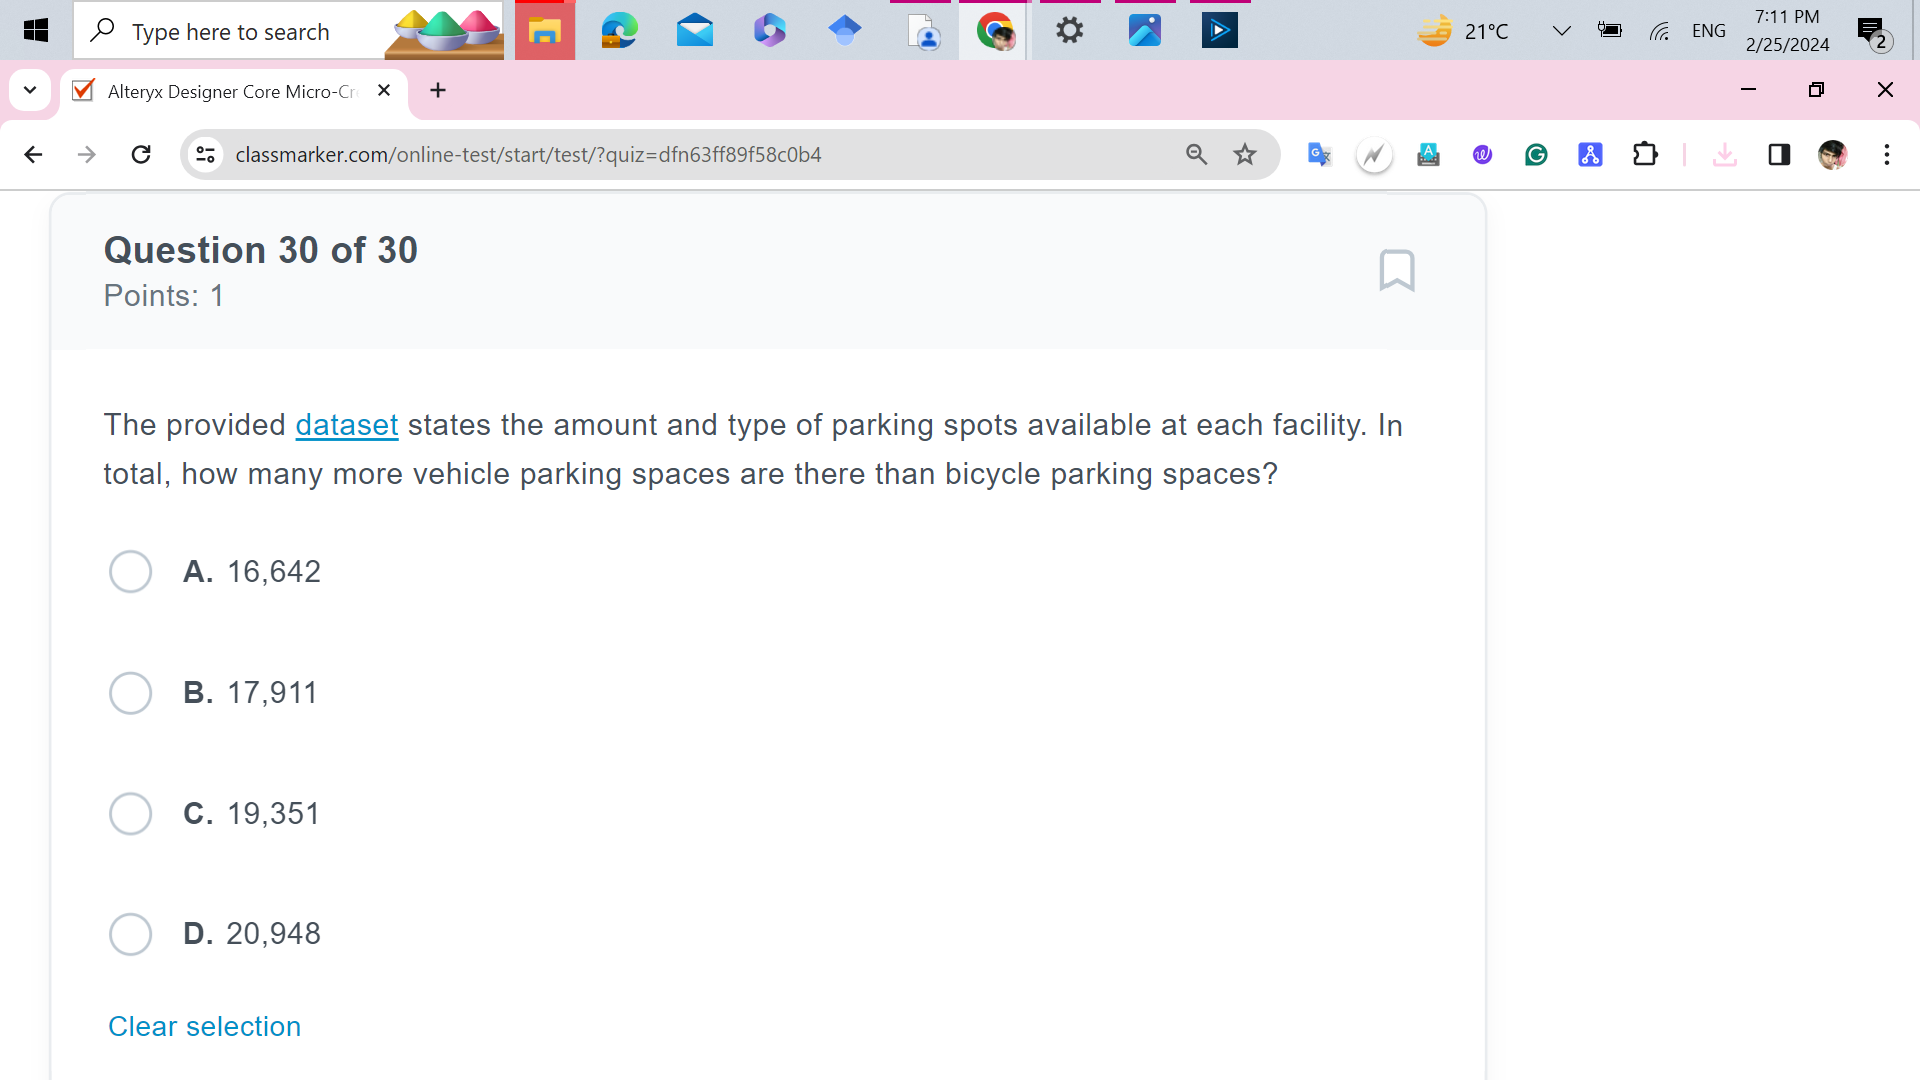 Type here to search
21°C
ENG
7:11 PM
2/25/2024
2
Alteryx Designer Core Micro-Cr
classmarker.com/online-test/start/test/?quiz=dfn63ff89f58c0b4
Question 30 of 30
Points: 1
The provided dataset states the amount and type of parking spots available at each facility. In
total, how many more vehicle parking spaces are there than bicycle parking spaces?
A. 16,642
B. 17,911
C. 19,351
D. 20,948
Clear selection